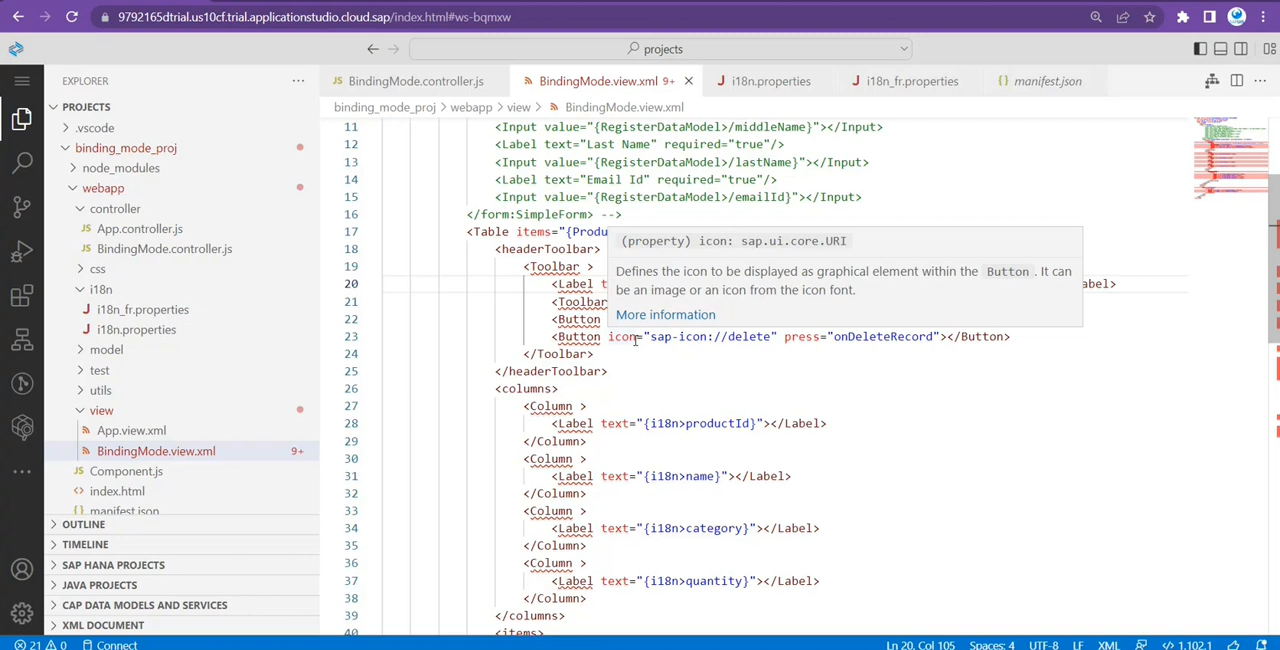 9792165dtrial.us10cf.trial.applicationstudio.cloud.sap/index.html#ws-bqmxw
projects
EXPLORER
BindingMode.controller.js
BindingMode.view.xml 9+
i18n.properties
i18n_fr.properties
manifest.json
binding_mode_proj > webapp > view > BindingMode.view.xml
PROJECTS
.vscode
binding_mode_proj
node_modules
webapp
controller
App.controller.js
BindingMode.controller.js
css
i18n
i18n_fr.properties
i18n.properties
model
test
utils
view
App.view.xml
BindingMode.view.xml 9+
Component.js
index.html
manifest.json
OUTLINE
TIMELINE
SAP HANA PROJECTS
JAVA PROJECTS
CAP DATA MODELS AND SERVICES
XML DOCUMENT
11 <Input value="{RegisterDataModel>/middleName}"></Input>
12 <Label text="Last Name" required="true"/>
13 <Input value="{RegisterDataModel>/lastName}"></Input>
14 <Label text="Email Id" required="true"/>
15 <Input value="{RegisterDataModel>/emailId}"></Input>
16 </form:SimpleForm> -->
17 <Table items="{Produ
18 <headerToolbar>
19 <Toolbar >
20 <Label t abel>
21 <Toolbar
22 <Button
23 <Button icon="sap-icon://delete" press="onDeleteRecord"></Button>
24 </Toolbar>
25 </headerToolbar>
26 <columns>
27 <Column >
28 <Label text="{i18n>productId}"></Label>
29 </Column>
30 <Column >
31 <Label text="{i18n>name}"></Label>
32 </Column>
33 <Column >
34 <Label text="{i18n>category}"></Label>
35 </Column>
36 <Column >
37 <Label text="{i18n>quantity}"></Label>
38 </Column>
39 </columns>
40 <items>
(property) icon: sap.ui.core.URI
Defines the icon to be displayed as graphical element within the Button. It can
be an image or an icon from the icon font.
More information
21 0 Connect
Ln 20, Col 105 Spaces: 4 UTF-8 LF XML 1.102.1